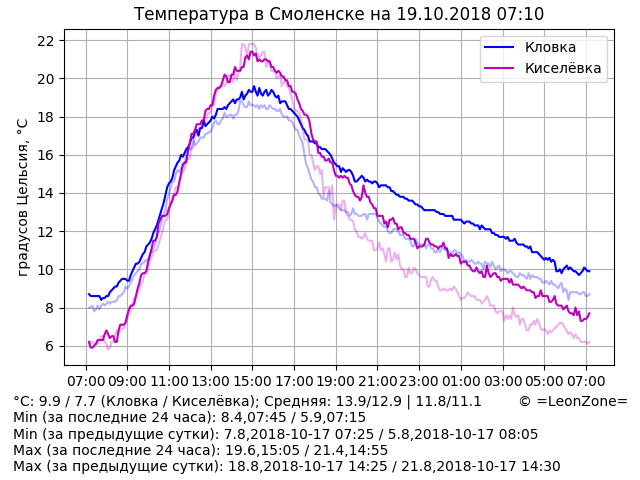 Температура в Смоленске на 19.10.2018 07:10
Кловка
Киселёвка
градусов Цельсия, °C
22
20
18
16
14
12
10
8
6
07:00 09:00 11:00 13:00 15:00 17:00 19:00 21:00 23:00 01:00 03:00 05:00 07:00
°C: 9.9 / 7.7 (Кловка / Киселёвка); Средняя: 13.9/12.9 | 11.8/11.1 © =LeonZone=
Min (за последние 24 часа): 8.4,07:45 / 5.9,07:15
Min (за предыдущие сутки): 7.8,2018-10-17 07:25 / 5.8,2018-10-17 08:05
Max (за последние 24 часа): 19.6,15:05 / 21.4,14:55
Max (за предыдущие сутки): 18.8,2018-10-17 14:25 / 21.8,2018-10-17 14:30